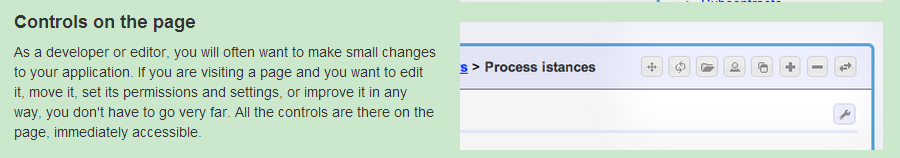 Controls on the page
As a developer or editor, you will often want to make small changes
to your application. If you are visiting a page and you want to edit
it, move it, set its permissions and settings, or improve it in any
way, you don't have to go very far. All the controls are there on the
page, immediately accessible.
s > Process istances